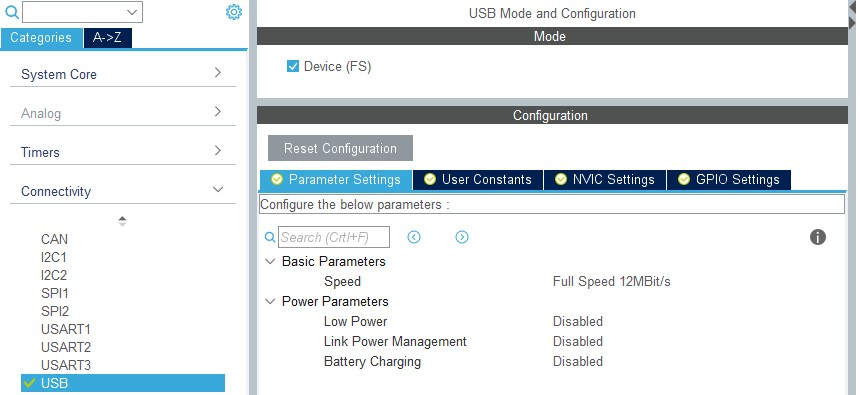 Categories A->Z
System Core
Analog
Timers
Connectivity
CAN
I2C1
I2C2
SPI1
SPI2
USART1
USART2
USART3
USB
USB Mode and Configuration
Mode
Device (FS)
Configuration
Reset Configuration
Parameter Settings User Constants NVIC Settings GPIO Settings
Configure the below parameters :
Search (Crtl+F)
Basic Parameters
Speed Full Speed 12MBit/s
Power Parameters
Low Power Disabled
Link Power Management Disabled
Battery Charging Disabled